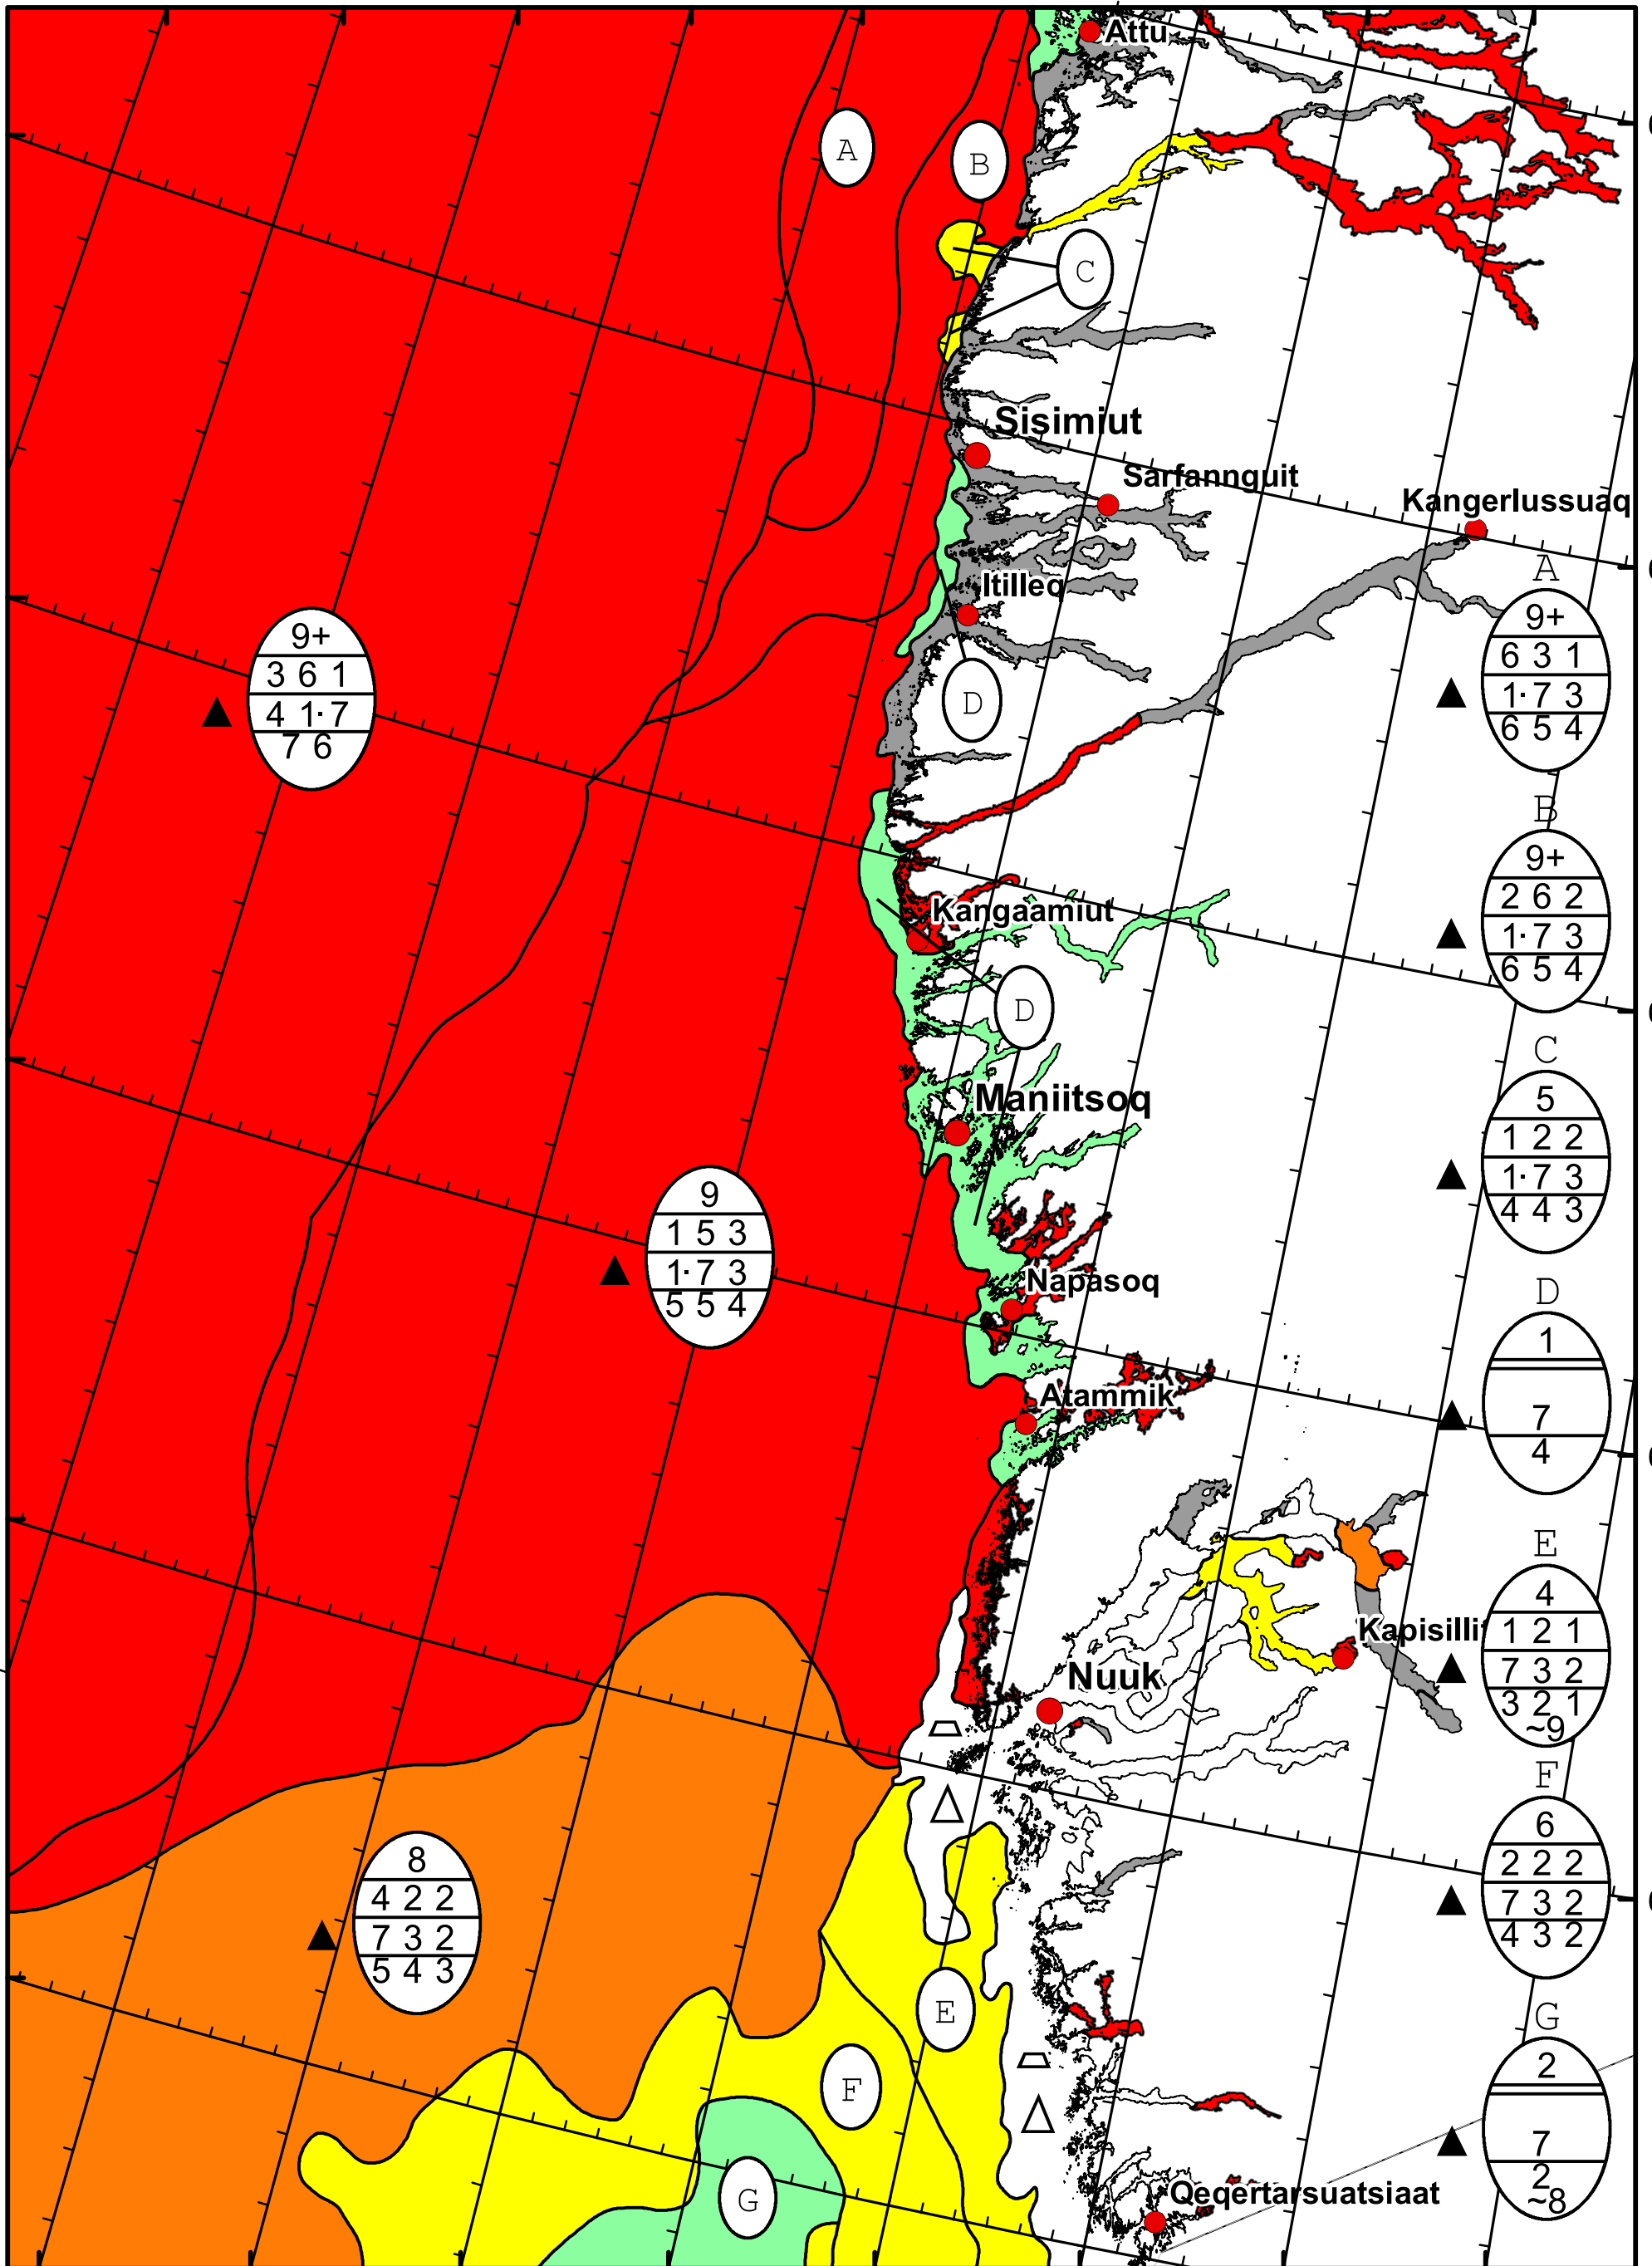 Attu
A
B
C
Sisimiut
Sarfannguit
Kangerlussuaq
Itilleq
D
9+
3 6 1
4 1· 7
7 6
A
9+
6 3 1
1· 7 3
6 5 4
B
9+
2 6 2
1· 7 3
6 5 4
Kangaamiut
D
C
5
1 2 2
1· 7 3
4 4 3
Maniitsoq
9
1 5 3
1· 7 3
5 5 4
Napasoq
D
1
7
4
Atammik
E
4
1 2 1
7 3 2
3 2 1
~9
Nuuk
F
6
2 2 2
7 3 2
4 3 2
8
4 2 2
7 3 2
5 4 3
E
F
G
G
2
7
2
~8
Qeqertarsuatsiaat